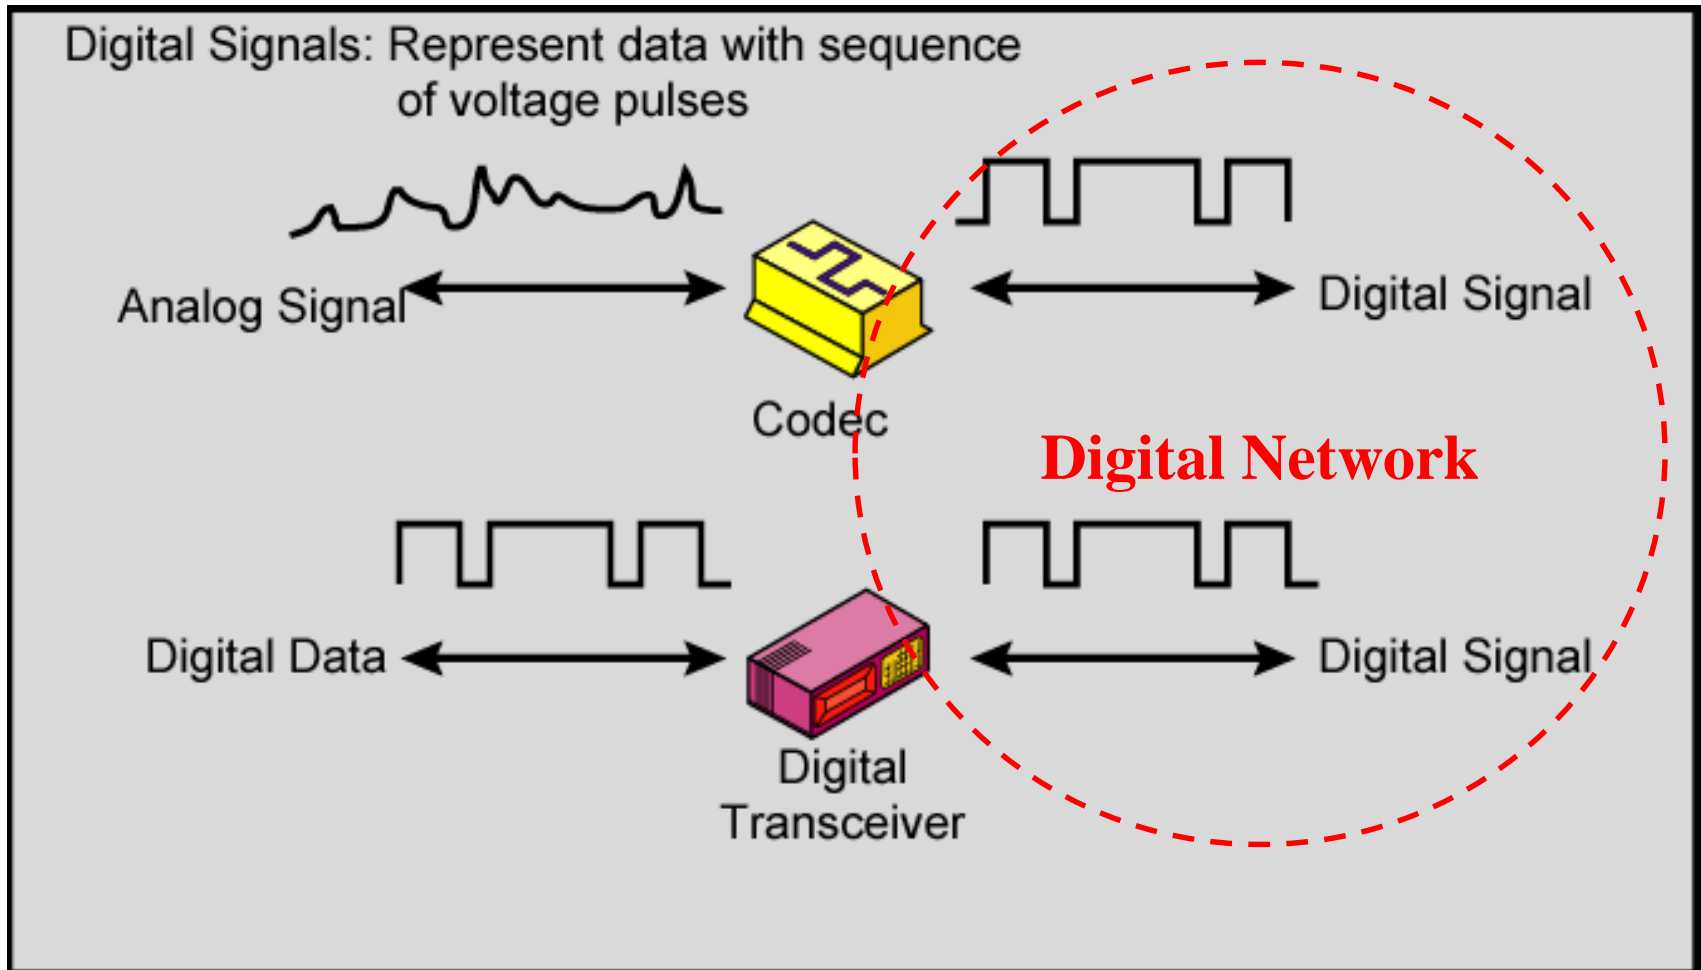 Digital Signals: Represent data with sequence
of voltage pulses
Analog Signal
Digital Signal
Codec
Digital Network
Digital Data
Digital Signal
Digital
Transceiver